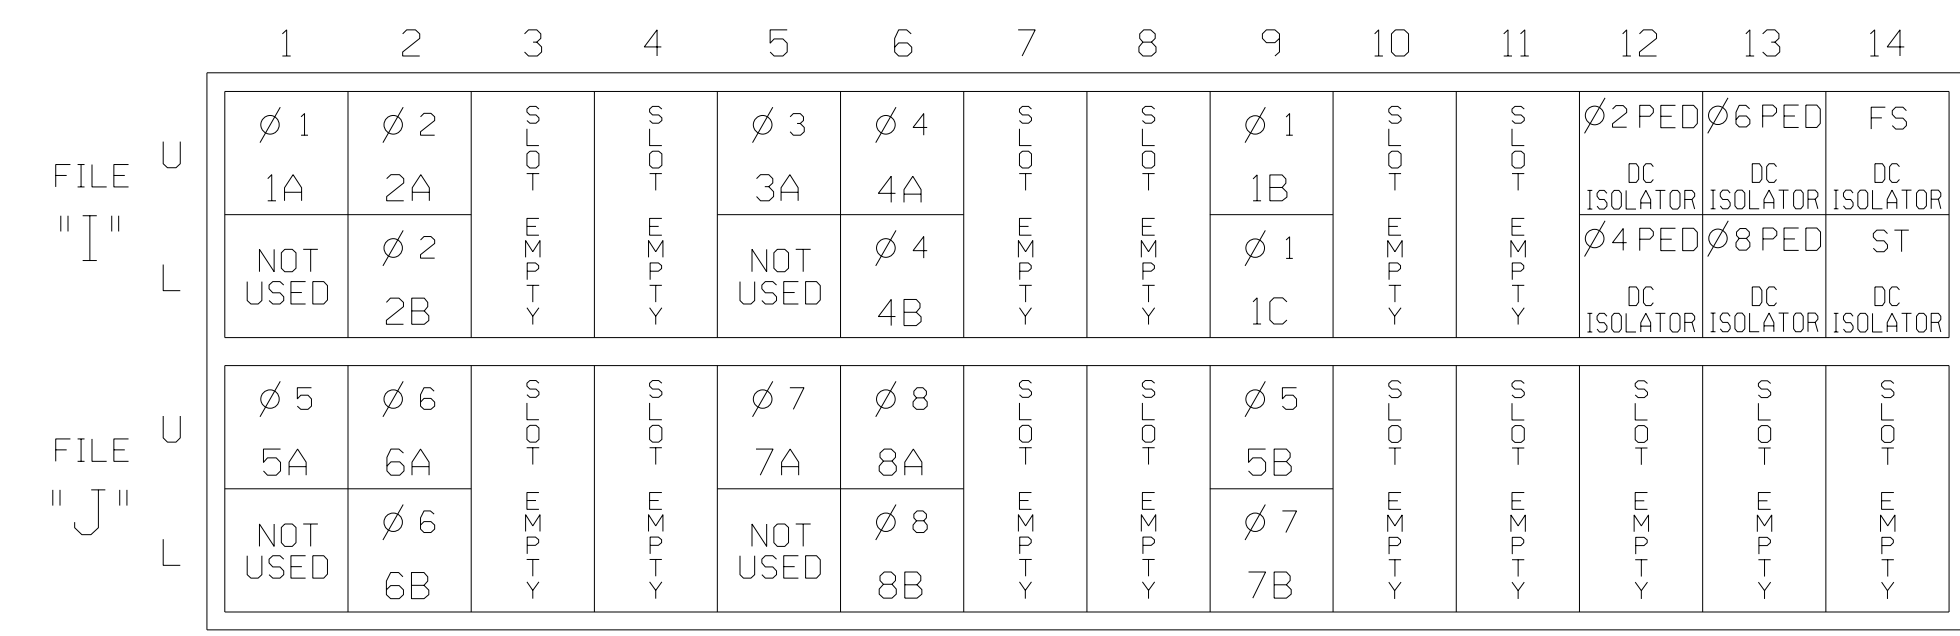 1 2 3 4 5 6 7 8 9 10 11 12 13 14
FILE
"I"
U
L
Ø 1
1A
Ø 2
2A
SLOT EMPTY
SLOT EMPTY
Ø 3
3A
Ø 4
4A
SLOT EMPTY
SLOT EMPTY
Ø 1
1B
SLOT EMPTY
SLOT EMPTY
Ø2 PED
DC
ISOLATOR
Ø6 PED
DC
ISOLATOR
FS
DC
ISOLATOR
NOT
USED
Ø 2
2B
NOT
USED
Ø 4
4B
Ø 1
1C
Ø4 PED
DC
ISOLATOR
Ø8 PED
DC
ISOLATOR
ST
DC
ISOLATOR
FILE
"J"
U
L
Ø 5
5A
Ø 6
6A
SLOT EMPTY
SLOT EMPTY
Ø 7
7A
Ø 8
8A
SLOT EMPTY
SLOT EMPTY
Ø 5
5B
SLOT EMPTY
SLOT EMPTY
SLOT EMPTY
SLOT EMPTY
SLOT EMPTY
NOT
USED
Ø 6
6B
NOT
USED
Ø 8
8B
Ø 7
7B